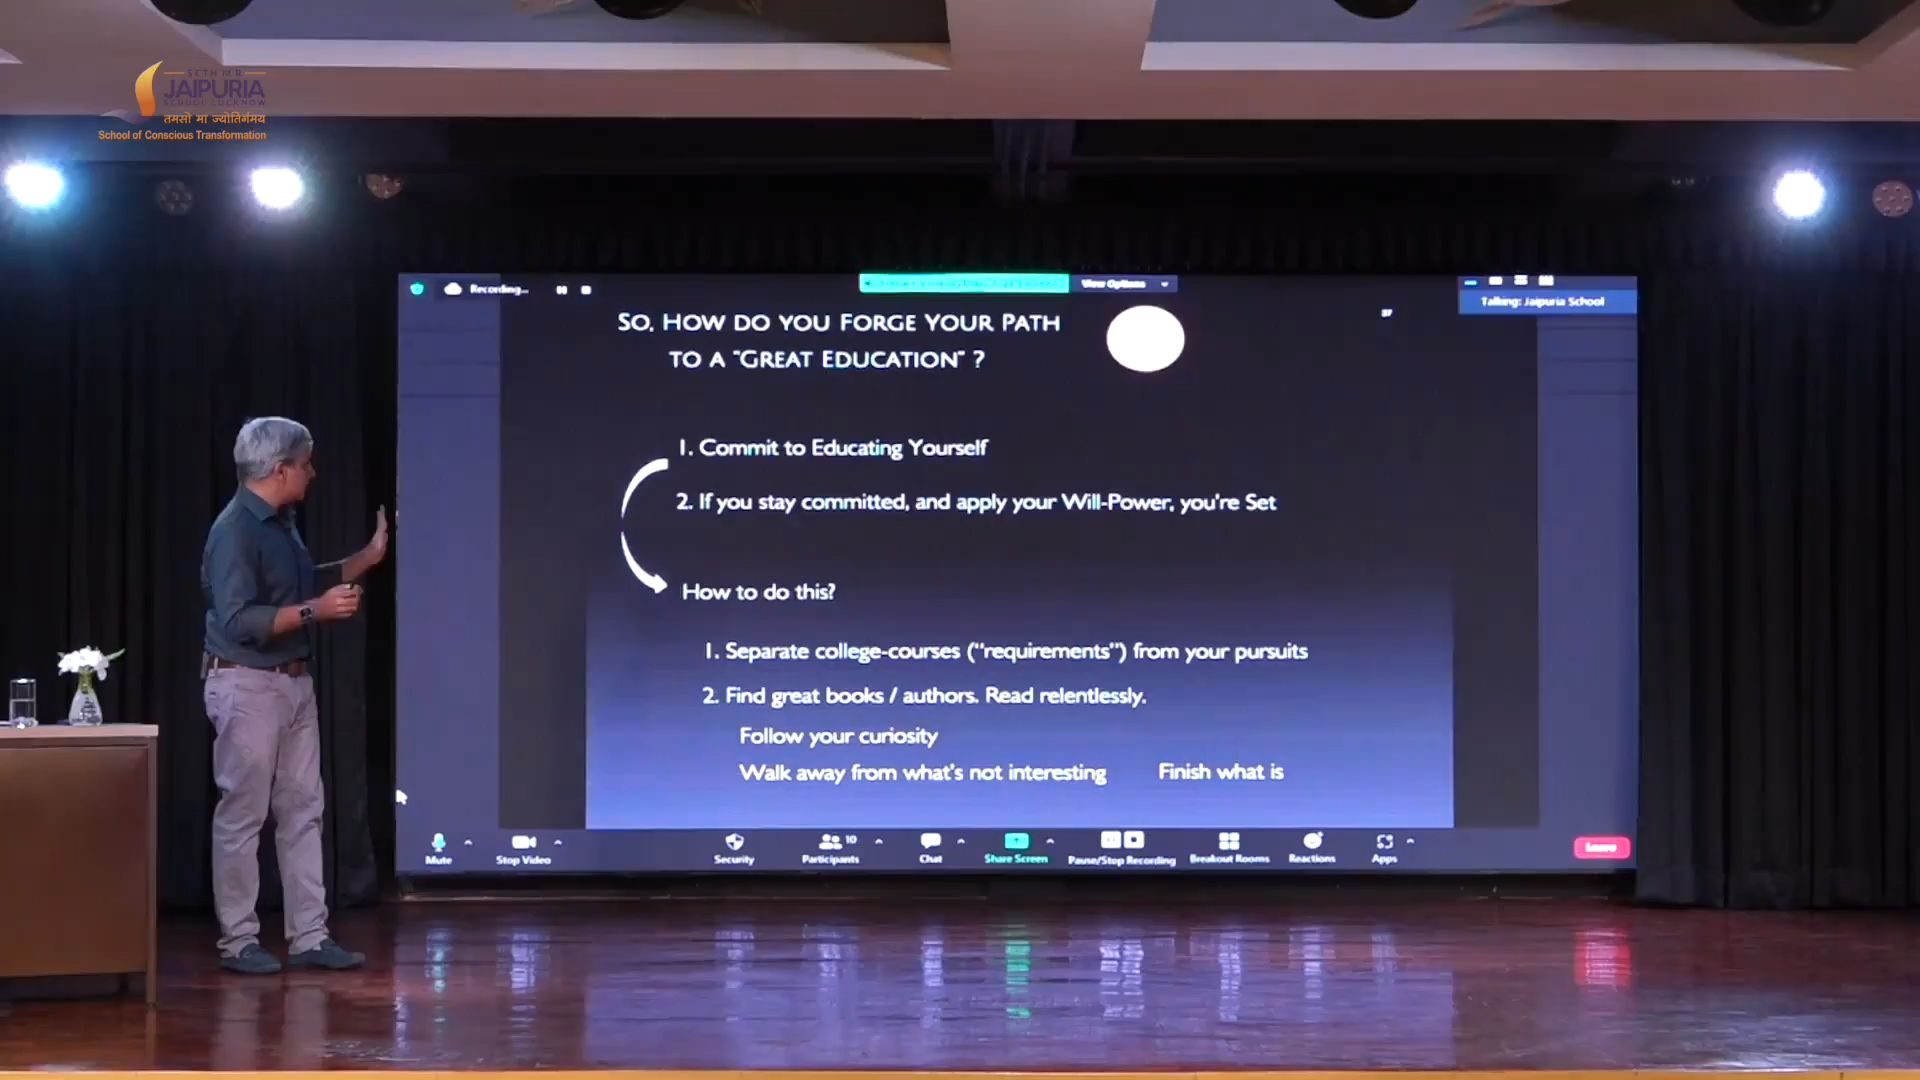 SETH M.R.
JAIPURIA
SCHOOL LUCKNOW
तमसो मा ज्योतिर्गमय
School of Conscious Transformation
Recording...
View Options
Talking: Jaipuria School
SO, HOW DO YOU FORGE YOUR PATH
TO A "GREAT EDUCATION" ?
1. Commit to Educating Yourself
2. If you stay committed, and apply your Will-Power, you're Set
How to do this?
1. Separate college-courses ("requirements") from your pursuits
2. Find great books / authors. Read relentlessly.
Follow your curiosity
Walk away from what's not interesting Finish what is
Mute
Stop Video
Security
Participants 10
Chat
Share Screen
Pause/Stop Recording
Breakout Rooms
Reactions
Apps
Leave